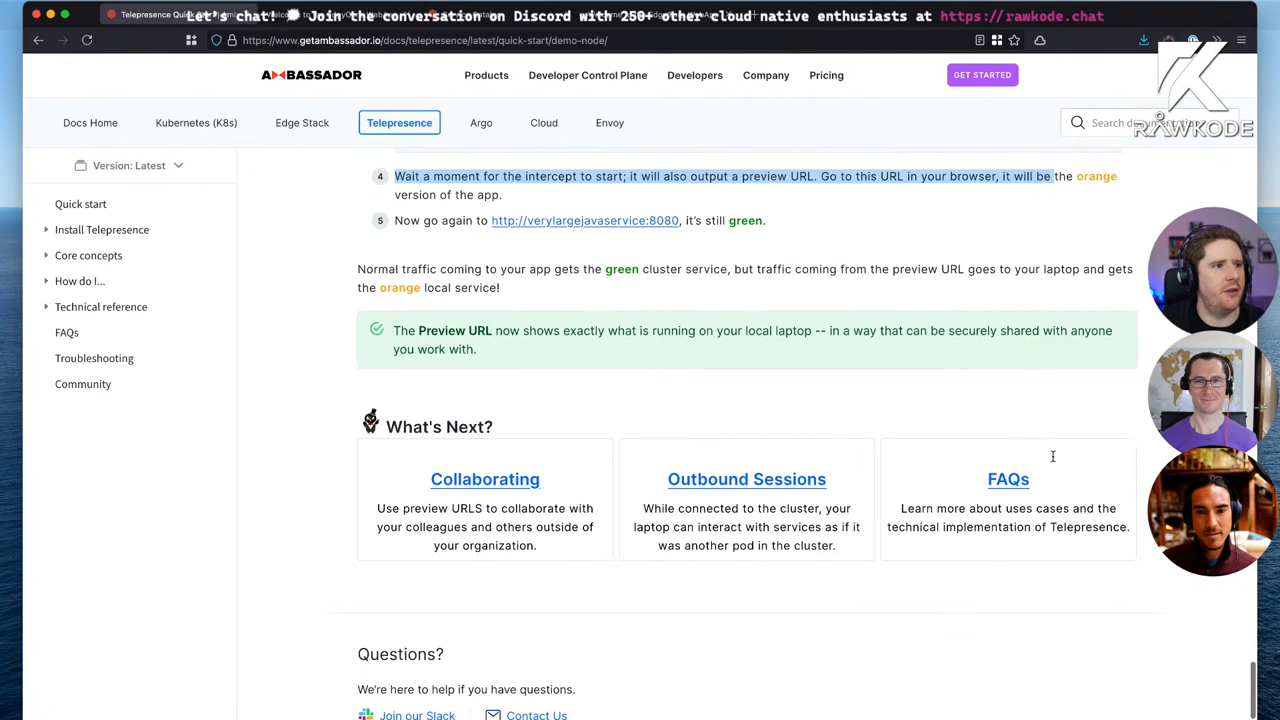 Let's chat! 💬 Join the conversation on Discord with 250+ other cloud native enthusiasts at https://rawkode.chat
https://www.getambassador.io/docs/telepresence/latest/quick-start/demo-node/
AMBASSADOR
Products
Developer Control Plane
Developers
Company
Pricing
GET STARTED
RAWKODE
Docs Home
Kubernetes (K8s)
Edge Stack
Telepresence
Argo
Cloud
Envoy
Search
Version: Latest
Quick start
Install Telepresence
Core concepts
How do I...
Technical reference
FAQs
Troubleshooting
Community
4 Wait a moment for the intercept to start; it will also output a preview URL. Go to this URL in your browser, it will be the orange
version of the app.
5 Now go again to http://verylargejavaservice:8080, it's still green.
Normal traffic coming to your app gets the green cluster service, but traffic coming from the preview URL goes to your laptop and gets
the orange local service!
The Preview URL now shows exactly what is running on your local laptop -- in a way that can be securely shared with anyone
you work with.
What's Next?
Collaborating
Use preview URLS to collaborate with
your colleagues and others outside of
your organization.
Outbound Sessions
While connected to the cluster, your
laptop can interact with services as if it
was another pod in the cluster.
FAQs
Learn more about uses cases and the
technical implementation of Telepresence.
Questions?
We're here to help if you have questions.
Join our Slack
Contact Us